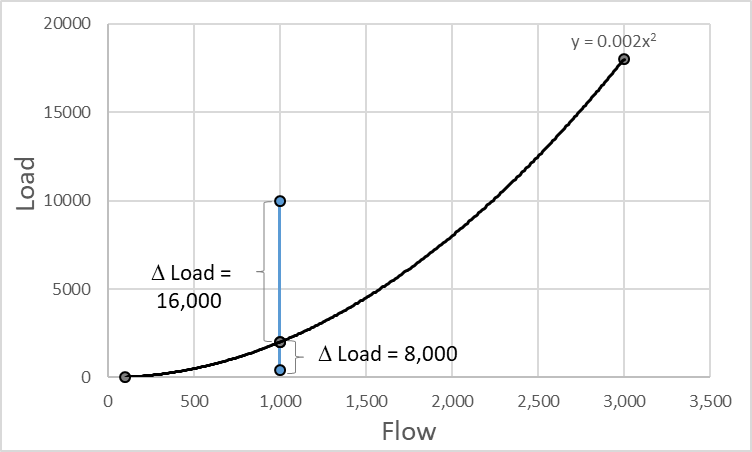 20000
y = 0.002x²
15000
Load
10000
Δ Load =
16,000
5000
Δ Load = 8,000
0
0 500 1,000 1,500 2,000 2,500 3,000 3,500
Flow